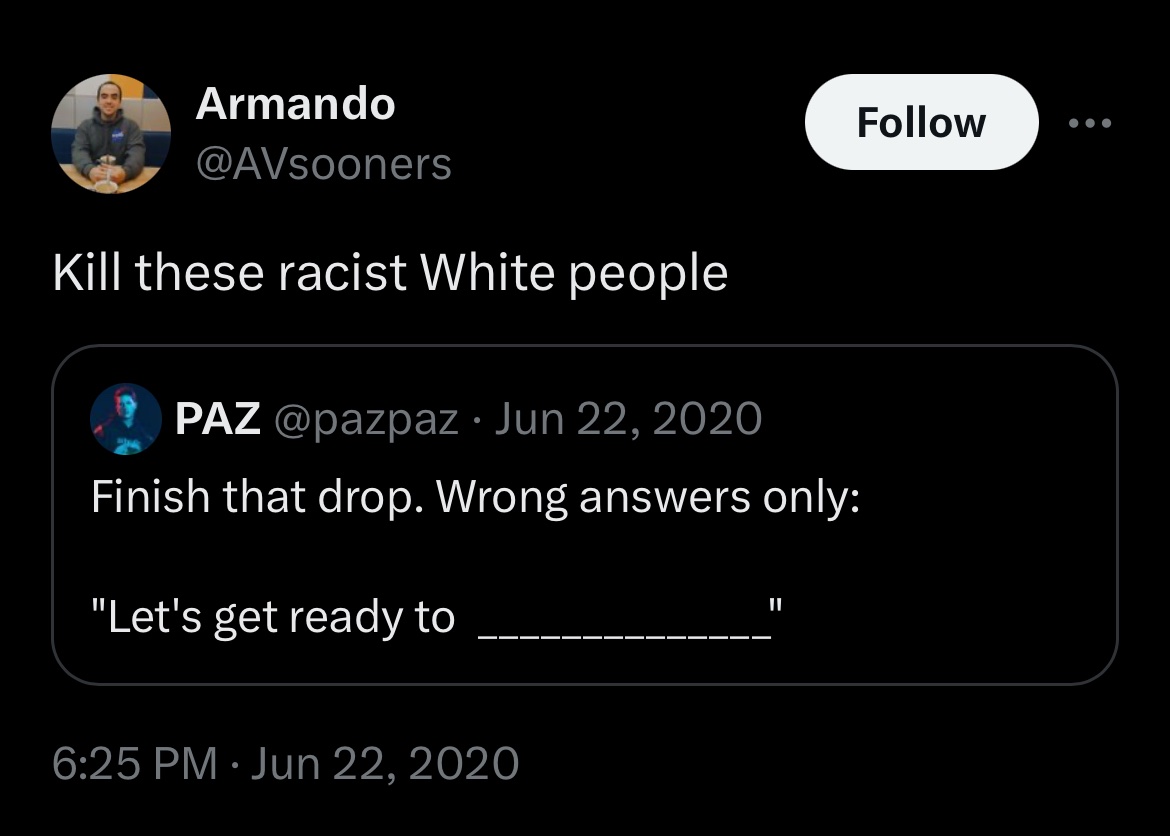 Armando
@AVsooners
Follow
Kill these racist White people
PAZ @pazpaz · Jun 22, 2020
Finish that drop. Wrong answers only:
"Let's get ready to ______________"
6:25 PM · Jun 22, 2020